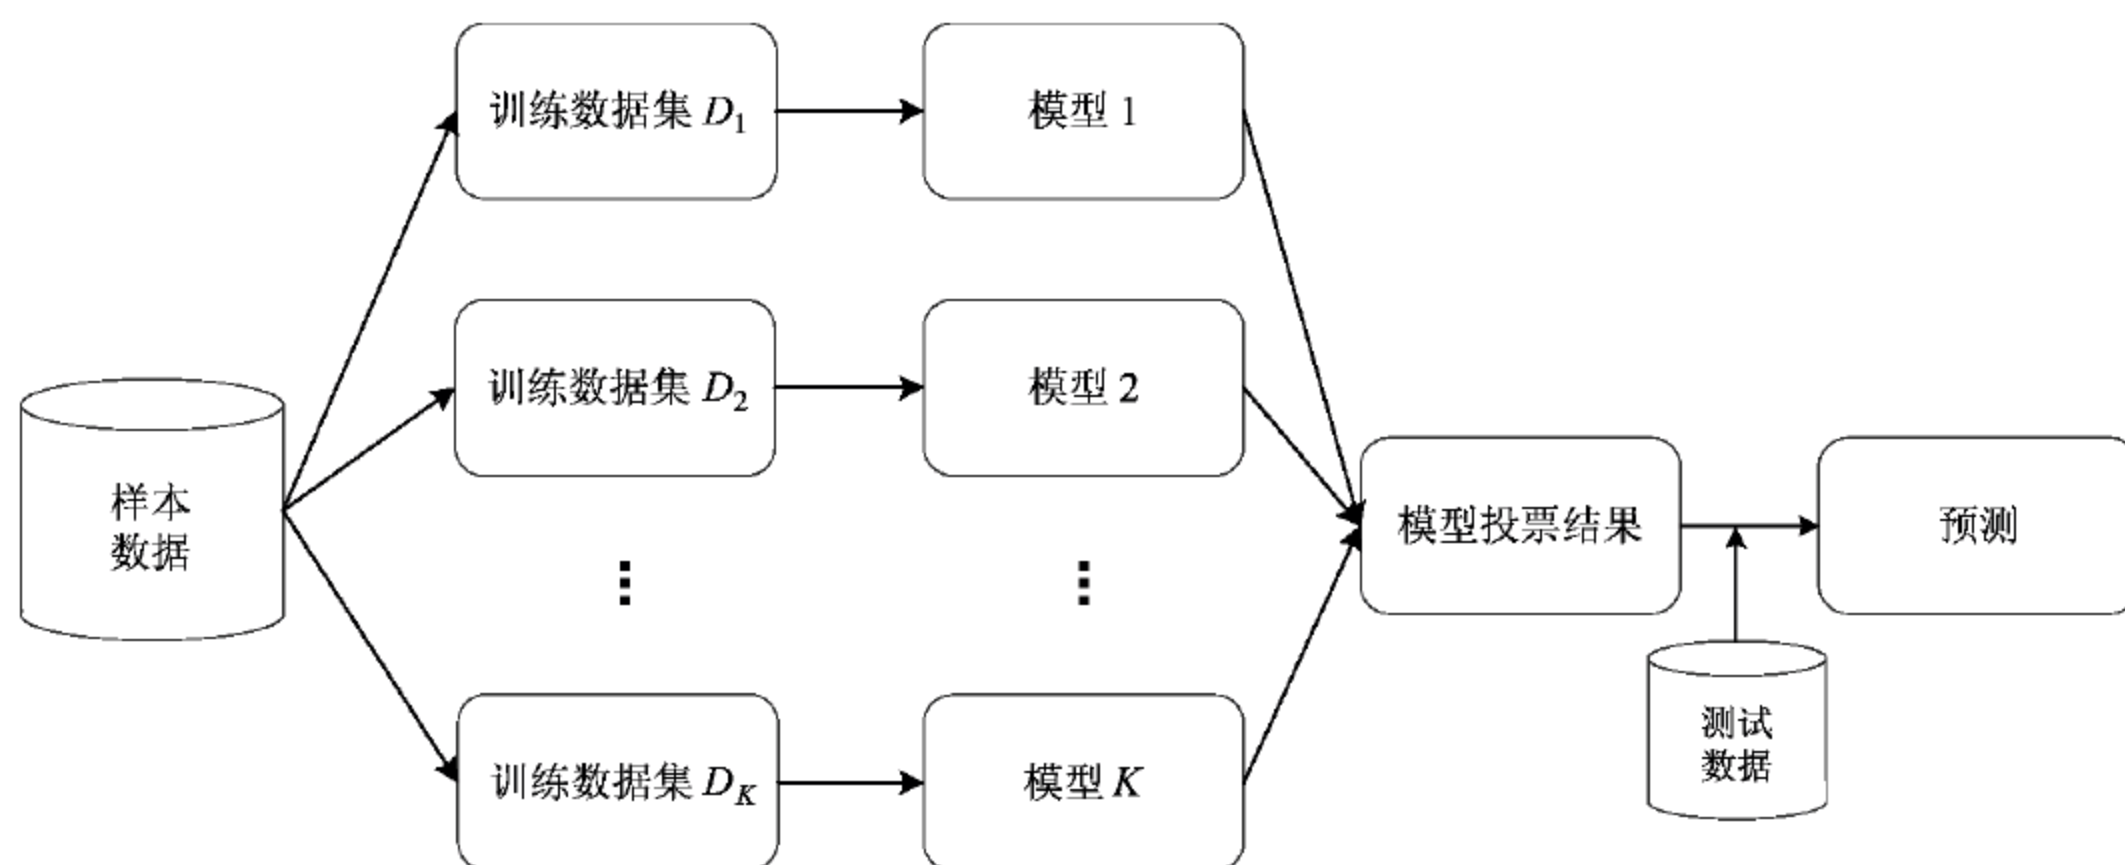 训练数据集 D₁
模型 1
训练数据集 D₂
模型 2
样本
数据
模型投票结果
预测
训练数据集 D_K
模型 K
测试
数据